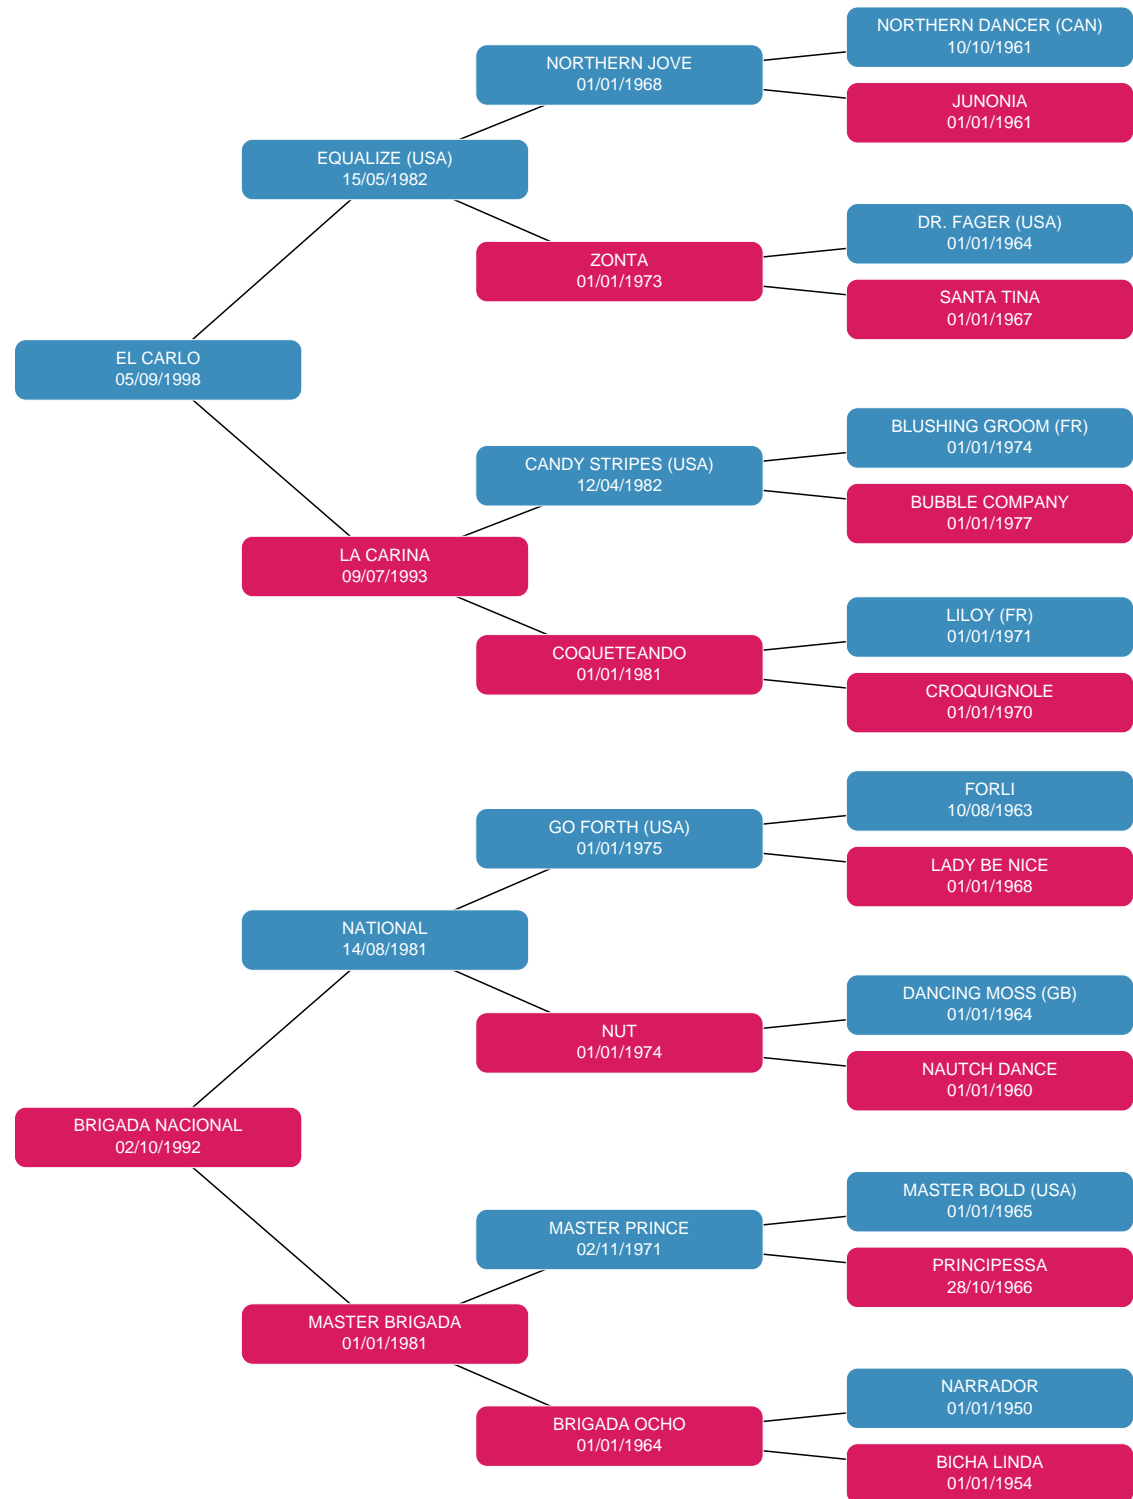 NORTHERN DANCER (CAN)
10/10/1961
NORTHERN JOVE
01/01/1968
JUNONIA
01/01/1961
EQUALIZE (USA)
15/05/1982
DR. FAGER (USA)
01/01/1964
ZONTA
01/01/1973
SANTA TINA
01/01/1967
EL CARLO
05/09/1998
BLUSHING GROOM (FR)
01/01/1974
CANDY STRIPES (USA)
12/04/1982
BUBBLE COMPANY
01/01/1977
LA CARINA
09/07/1993
LILOY (FR)
01/01/1971
COQUETEANDO
01/01/1981
CROQUIGNOLE
01/01/1970
FORLI
10/08/1963
GO FORTH (USA)
01/01/1975
LADY BE NICE
01/01/1968
NATIONAL
14/08/1981
DANCING MOSS (GB)
01/01/1964
NUT
01/01/1974
NAUTCH DANCE
01/01/1960
BRIGADA NACIONAL
02/10/1992
MASTER BOLD (USA)
01/01/1965
MASTER PRINCE
02/11/1971
PRINCIPESSA
28/10/1966
MASTER BRIGADA
01/01/1981
NARRADOR
01/01/1950
BRIGADA OCHO
01/01/1964
BICHA LINDA
01/01/1954